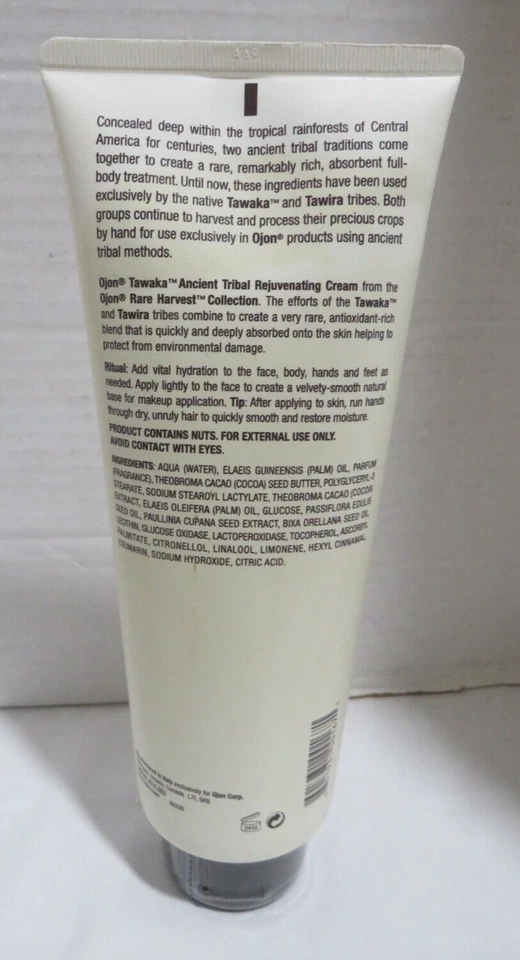 Concealed deep within the tropical rainforests of Central
America for centuries, two ancient tribal traditions come
together to create a rare, remarkably rich, absorbent full-
body treatment. Until now, these ingredients have been used
exclusively by the native Tawaka™ and Tawira tribes. Both
groups continue to harvest and process their precious crops
by hand for use exclusively in Ojon® products using ancient
tribal methods.
Ojon® Tawaka™ Ancient Tribal Rejuvenating Cream from the
Ojon® Rare Harvest™ Collection. The efforts of the Tawaka™
and Tawira tribes combine to create a very rare, antioxidant-rich
blend that is quickly and deeply absorbed onto the skin helping to
protect from environmental damage.
Ritual: Add vital hydration to the face, body, hands and feet as
needed. Apply lightly to the face to create a velvety-smooth natural
base for makeup application. Tip: After applying to skin, run hands
through dry, unruly hair to quickly smooth and restore moisture.
PRODUCT CONTAINS NUTS. FOR EXTERNAL USE ONLY.
AVOID CONTACT WITH EYES.
INGREDIENTS: AQUA (WATER), ELAEIS GUINEENSIS (PALM) OIL, PARFUM
(FRAGRANCE), THEOBROMA CACAO (COCOA) SEED BUTTER, POLYGLYCERYL-3
STEARATE, SODIUM STEAROYL LACTYLATE, THEOBROMA CACAO (COCOA)
EXTRACT, ELAEIS OLEIFERA (PALM) OIL, GLUCOSE, PASSIFLORA EDULIS
SEED OIL, PAULLINIA CUPANA SEED EXTRACT, BIXA ORELLANA SEED OIL,
LECITHIN, GLUCOSE OXIDASE, LACTOPEROXIDASE, TOCOPHEROL, ASCORBYL
PALMITATE, CITRONELLOL, LINALOOL, LIMONENE, HEXYL CINNAMAL,
COUMARIN, SODIUM HYDROXIDE, CITRIC ACID.
in Italy exclusively for Ojon Corp.
Canada L7L 5K6
24M